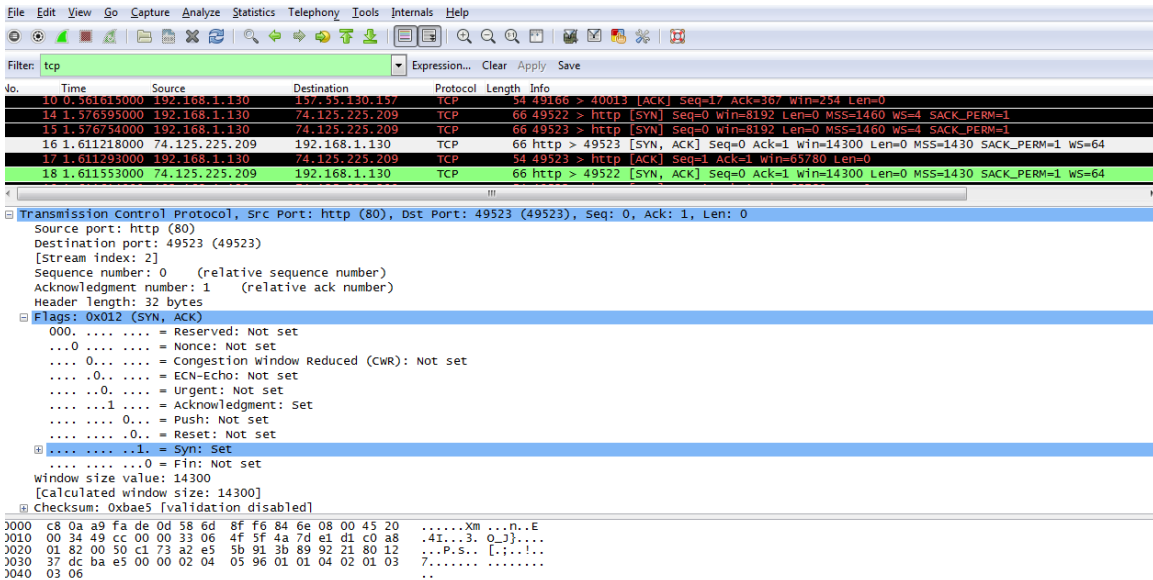 File Edit View Go Capture Analyze Statistics Telephony Tools Internals Help
Filter: tcp Expression... Clear Apply Save
No. Time Source Destination Protocol Length Info
10 0.561615000 192.168.1.130 157.55.130.157 TCP 54 49166 > 40013 [ACK] Seq=17 Ack=367 Win=254 Len=0
14 1.576595000 192.168.1.130 74.125.225.209 TCP 66 49522 > http [SYN] Seq=0 Win=8192 Len=0 MSS=1460 WS=4 SACK_PERM=1
15 1.576754000 192.168.1.130 74.125.225.209 TCP 66 49523 > http [SYN] Seq=0 Win=8192 Len=0 MSS=1460 WS=4 SACK_PERM=1
16 1.611218000 74.125.225.209 192.168.1.130 TCP 66 http > 49523 [SYN, ACK] Seq=0 Ack=1 Win=14300 Len=0 MSS=1430 SACK_PERM=1 WS=64
17 1.611293000 192.168.1.130 74.125.225.209 TCP 54 49523 > http [ACK] Seq=1 Ack=1 Win=65780 Len=0
18 1.611553000 74.125.225.209 192.168.1.130 TCP 66 http > 49522 [SYN, ACK] Seq=0 Ack=1 Win=14300 Len=0 MSS=1430 SACK_PERM=1 WS=64
Transmission Control Protocol, Src Port: http (80), Dst Port: 49523 (49523), Seq: 0, Ack: 1, Len: 0
Source port: http (80)
Destination port: 49523 (49523)
[Stream index: 2]
Sequence number: 0 (relative sequence number)
Acknowledgment number: 1 (relative ack number)
Header length: 32 bytes
Flags: 0x012 (SYN, ACK)
000. .... .... = Reserved: Not set
...0 .... .... = Nonce: Not set
.... 0... .... = Congestion Window Reduced (CWR): Not set
.... .0.. .... = ECN-Echo: Not set
.... ..0. .... = Urgent: Not set
.... ...1 .... = Acknowledgment: Set
.... .... 0... = Push: Not set
.... .... .0.. = Reset: Not set
.... .... ..1. = Syn: Set
.... .... ...0 = Fin: Not set
Window size value: 14300
[Calculated window size: 14300]
Checksum: 0xbae5 [validation disabled]
0000 c8 0a a9 fa de 0d 58 6d 8f f6 84 6e 08 00 45 20 ......Xm ...n..E
0010 00 34 49 cc 00 00 33 06 4f 5f 4a 7d e1 d1 c0 a8 .4I...3. O_J}....
0020 01 82 00 50 c1 73 a2 e5 5b 91 3b 89 92 21 80 12 ...P.s.. [.;..!..
0030 37 dc ba e5 00 00 02 04 05 96 01 01 04 02 01 03 7....... ........
0040 03 06 ..